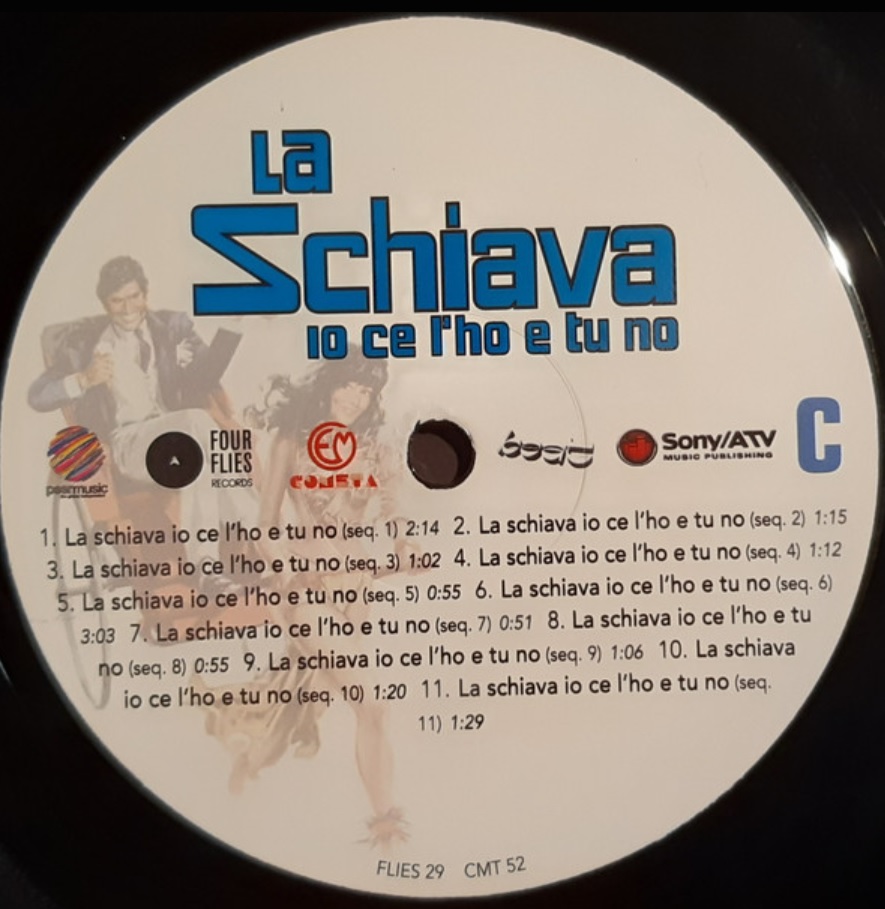 La
Schiava
io ce l'ho e tu no
C
peermusic
FOUR
FLIES
RECORDS
A
CEM
COMETA
beat
Sony/ATV
MUSIC PUBLISHING
1. La schiava io ce l'ho e tu no (seq. 1) 2:14 2. La schiava io ce l'ho e tu no (seq. 2) 1:15
3. La schiava io ce l'ho e tu no (seq. 3) 1:02 4. La schiava io ce l'ho e tu no (seq. 4) 1:12
5. La schiava io ce l'ho e tu no (seq. 5) 0:55 6. La schiava io ce l'ho e tu no (seq. 6)
3:03 7. La schiava io ce l'ho e tu no (seq. 7) 0:51 8. La schiava io ce l'ho e tu
no (seq. 8) 0:55 9. La schiava io ce l'ho e tu no (seq. 9) 1:06 10. La schiava
io ce l'ho e tu no (seq. 10) 1:20 11. La schiava io ce l'ho e tu no (seq.
11) 1:29
FLIES 29 CMT 52